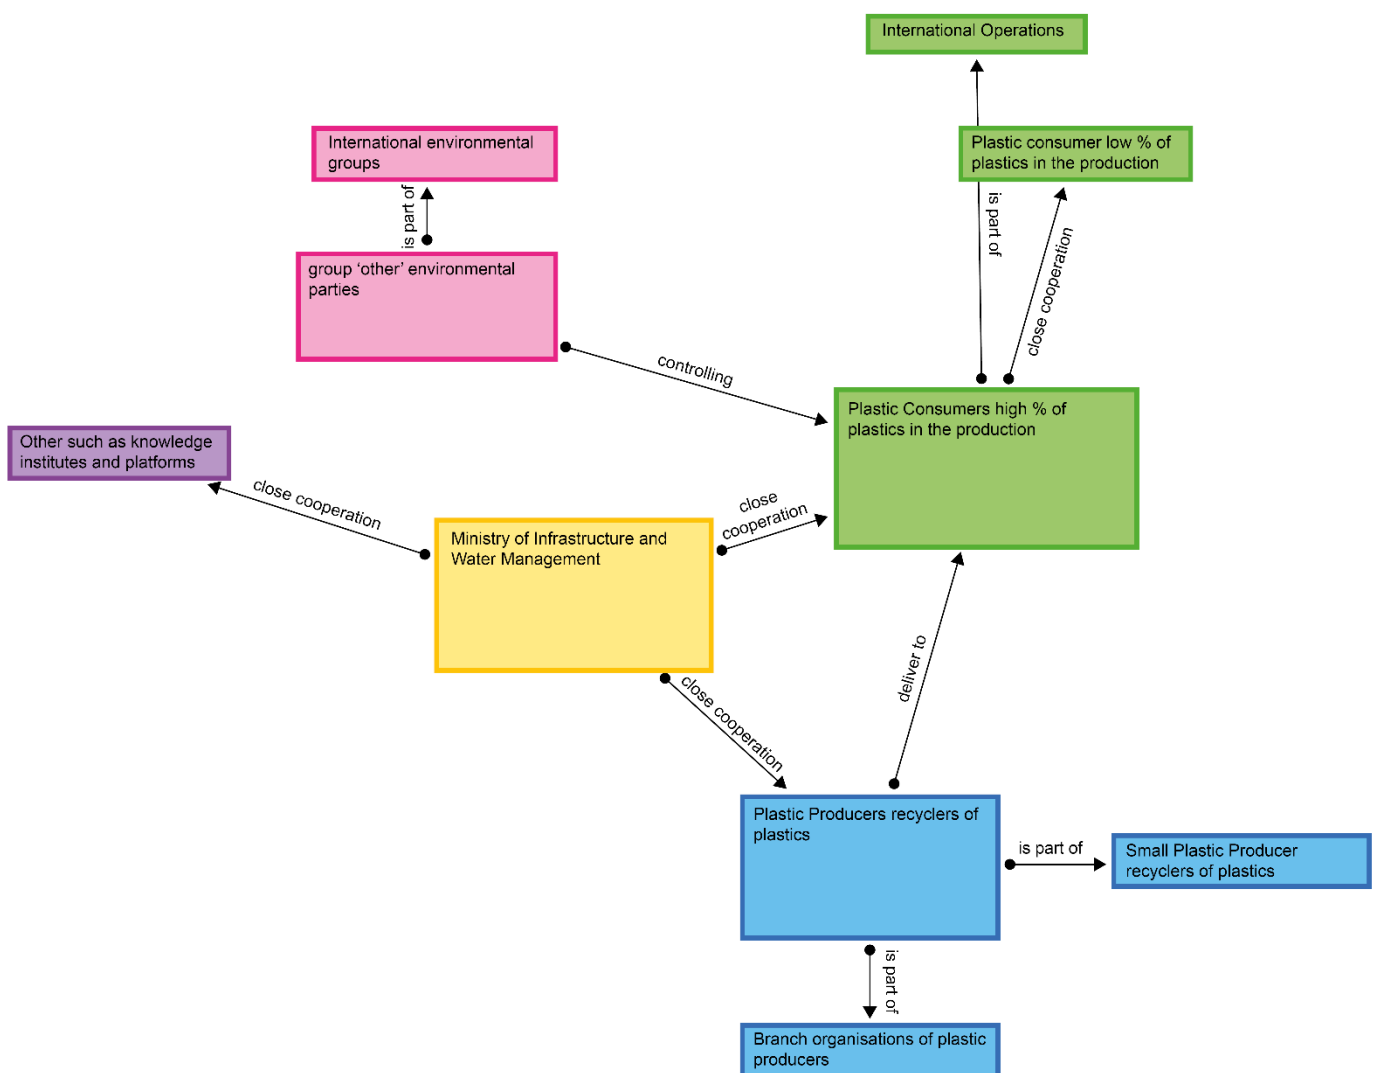 International Operations
International environmental
groups
Plastic consumer low % of
plastics in the production
is part of
is part of
close cooperation
group ‘other’ environmental
parties
controlling
Plastic Consumers high % of
plastics in the production
Other such as knowledge
institutes and platforms
close cooperation
close
cooperation
Ministry of Infrastructure and
Water Management
deliver to
close cooperation
Plastic Producers recyclers of
plastics
is part of
Small Plastic Producer
recyclers of plastics
is part of
Branch organisations of plastic
producers